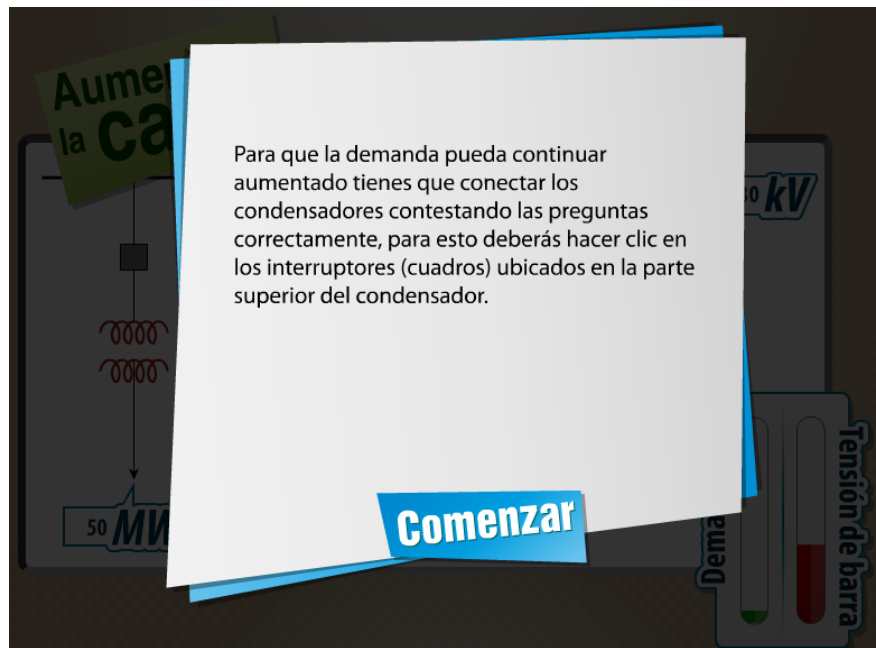 Aume
la ca
Para que la demanda pueda continuar
aumentado tienes que conectar los
condensadores contestando las preguntas
correctamente, para esto deberás hacer clic en
los interruptores (cuadros) ubicados en la parte
superior del condensador.
kV
50 MW
Comenzar
Dema
Tensión de barra